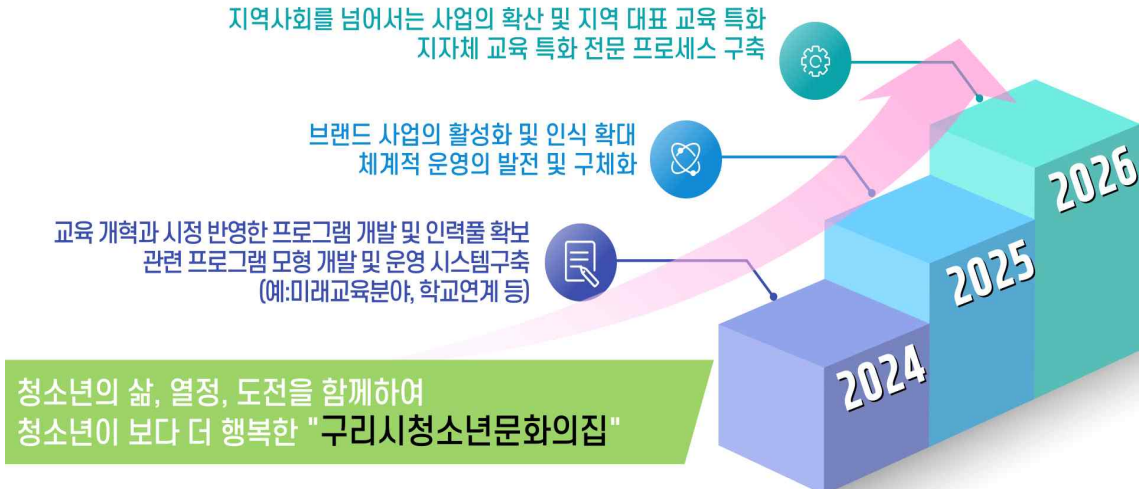 지역사회를 넘어서는 사업의 확산 및 지역 대표 교육 특화
지자체 교육 특화 전문 프로세스 구축
브랜드 사업의 활성화 및 인식 확대
체계적 운영의 발전 및 구체화
교육 개혁과 시정 반영한 프로그램 개발 및 인력풀 확보
관련 프로그램 모형 개발 및 운영 시스템구축
(예:미래교육분야, 학교연계 등)
2026
2025
2024
청소년의 삶, 열정, 도전을 함께하여
청소년이 보다 더 행복한 "구리시청소년문화의집"